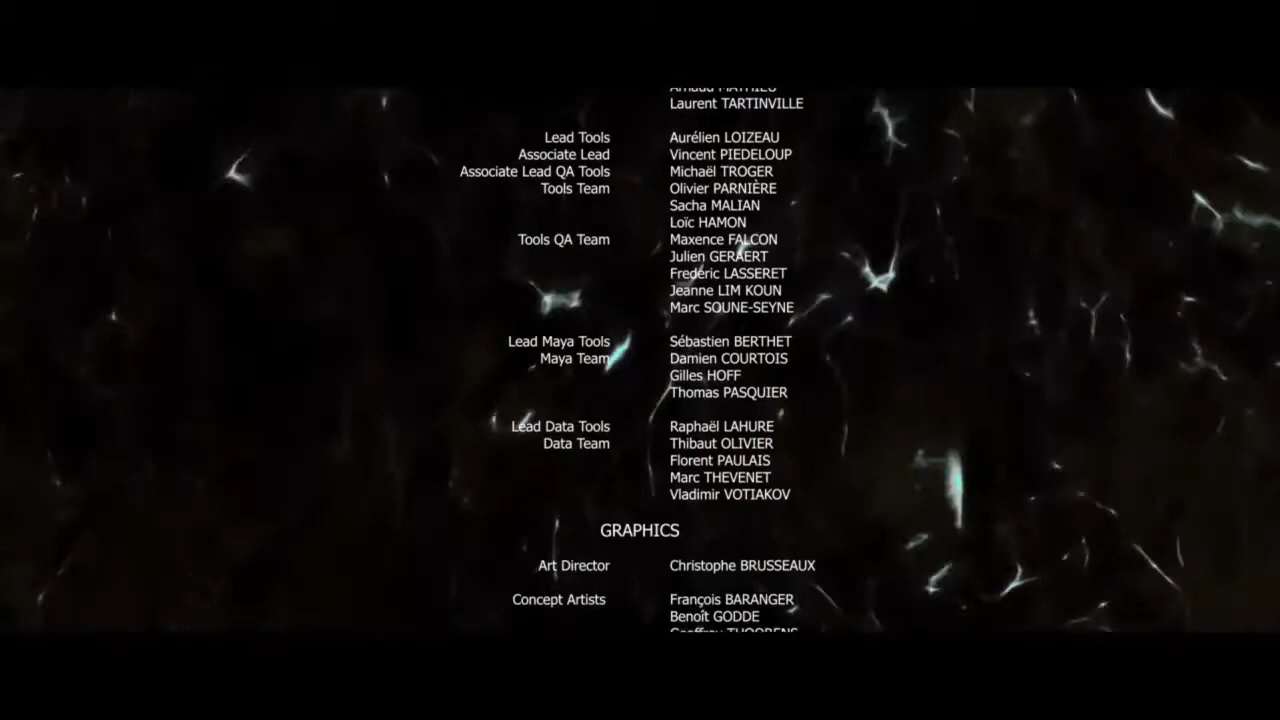 Laurent TARTINVILLE
Lead Tools Aurélien LOIZEAU
Associate Lead Vincent PIEDELOUP
Associate Lead QA Tools Michaël TROGER
Tools Team Olivier PARNIÈRE
Sacha MALIAN
Loïc HAMON
Tools QA Team Maxence FALCON
Julien GERAERT
Fredéric LASSERET
Jeanne LIM KOUN
Marc SOUNE-SEYNE
Lead Maya Tools Sébastien BERTHET
Maya Team Damien COURTOIS
Gilles HOFF
Thomas PASQUIER
Lead Data Tools Raphaël LAHURE
Data Team Thibaut OLIVIER
Florent PAULAIS
Marc THEVENET
Vladimir VOTIAKOV
GRAPHICS
Art Director Christophe BRUSSEAUX
Concept Artists François BARANGER
Benoît GODDE